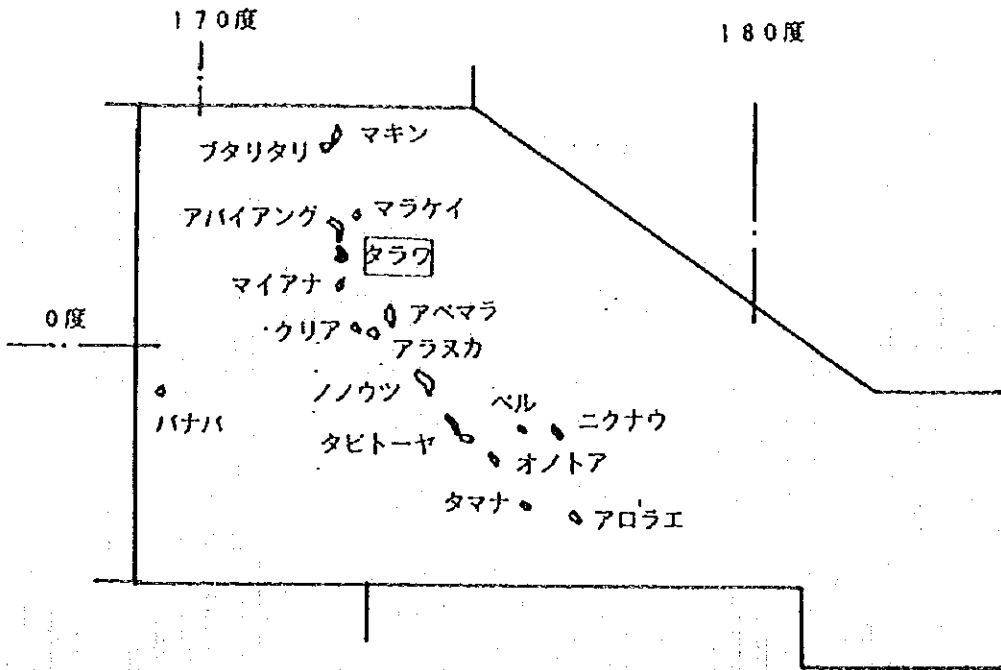 170度
180度
マキン
ブタリタリ
マラケイ
アバイアング
タラワ
マイアナ
アベマラ
0度
クリア
アラヌカ
ノノウツ
バナバ
ベル
ニクナウ
タビトーヤ
オノトア
タマナ
アロラエ